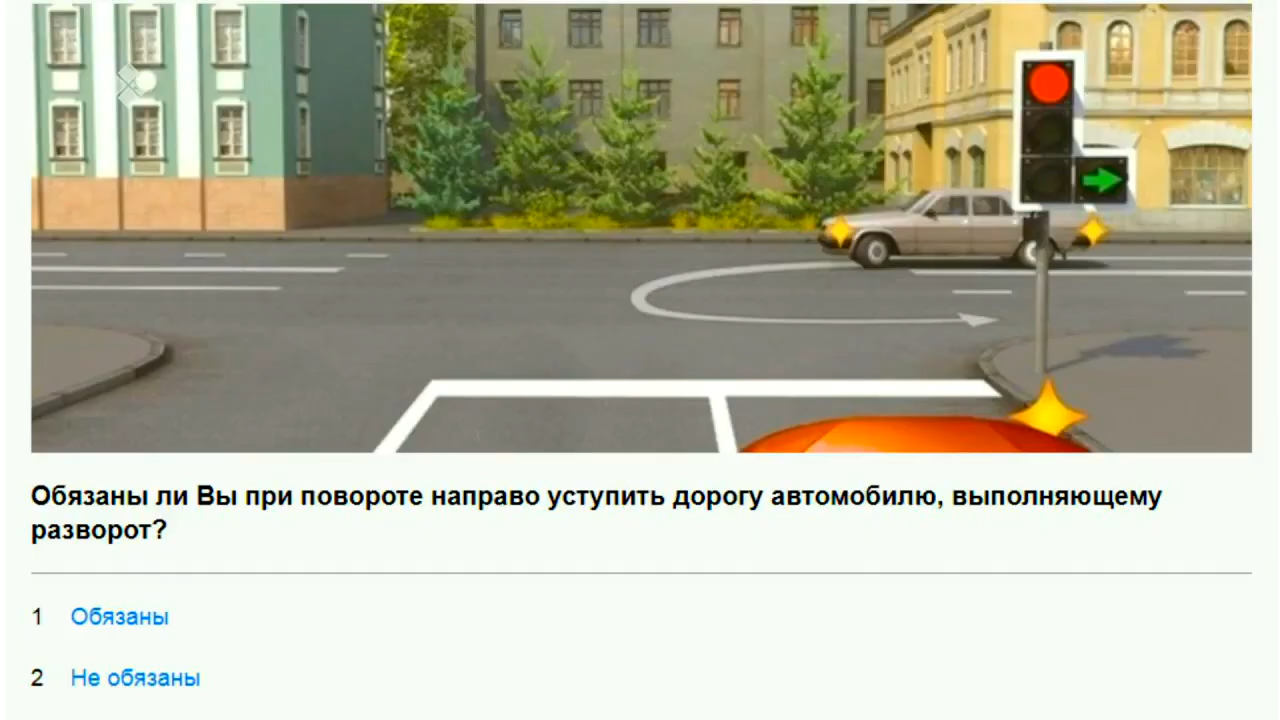 Обязаны ли Вы при повороте направо уступить дорогу автомобилю, выполняющему
разворот?
1 Обязаны
2 Не обязаны